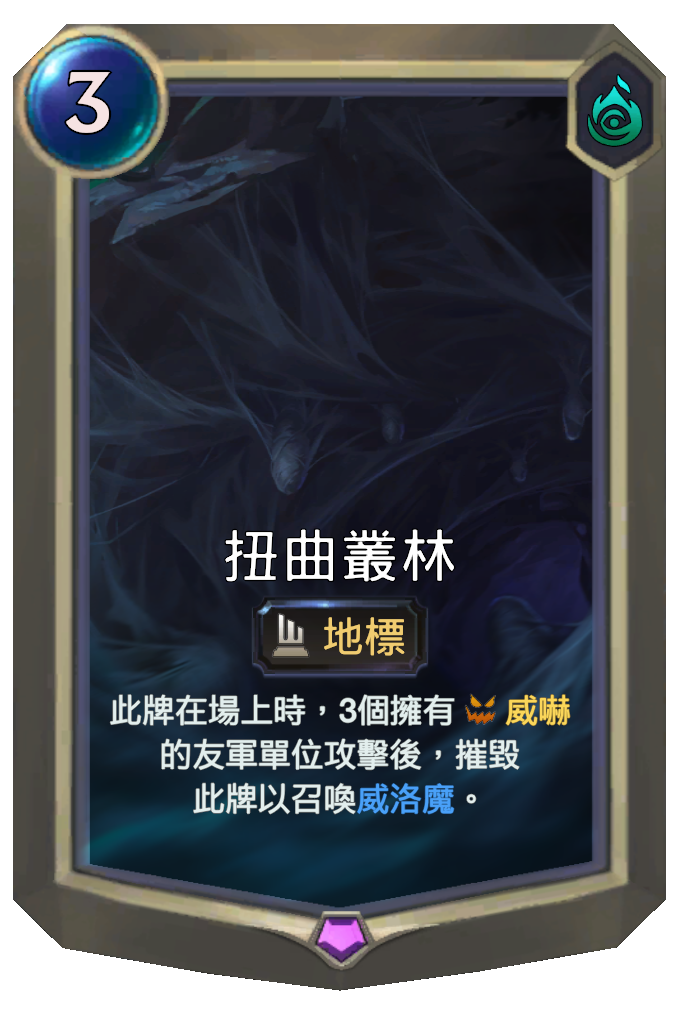 3
扭曲叢林
地標
此牌在場上時，3個擁有 威嚇
的友軍單位攻擊後，摧毀
此牌以召喚威洛魔。